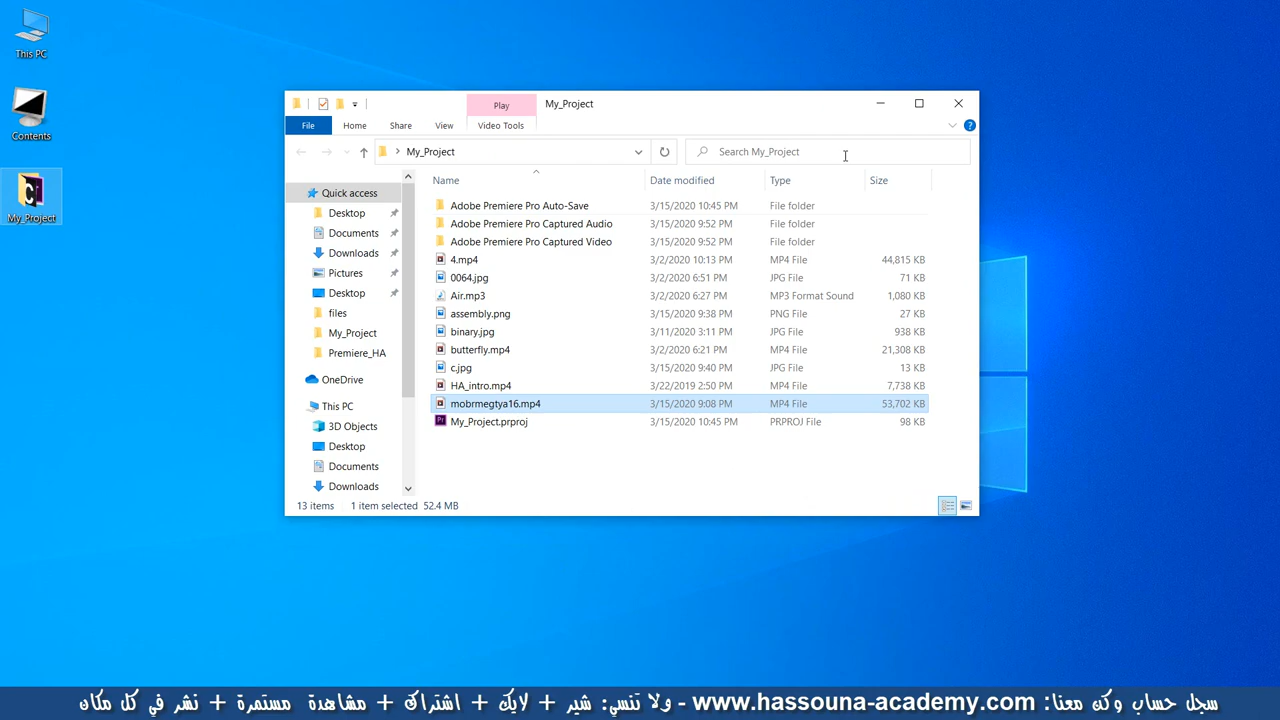 This PC
Contents
My_Project
Play
My_Project
File
Home
Share
View
Video Tools
My_Project
Search My_Project
Name
Date modified
Type
Size
Quick access
Desktop
Documents
Downloads
Pictures
Desktop
files
My_Project
Premiere_HA
OneDrive
This PC
3D Objects
Desktop
Documents
Downloads
Adobe Premiere Pro Auto-Save 3/15/2020 10:45 PM File folder
Adobe Premiere Pro Captured Audio 3/15/2020 9:52 PM File folder
Adobe Premiere Pro Captured Video 3/15/2020 9:52 PM File folder
4.mp4 3/2/2020 10:13 PM MP4 File 44,815 KB
0064.jpg 3/2/2020 6:51 PM JPG File 71 KB
Air.mp3 3/2/2020 6:27 PM MP3 Format Sound 1,080 KB
assembly.png 3/15/2020 9:38 PM PNG File 27 KB
binary.jpg 3/11/2020 3:11 PM JPG File 938 KB
butterfly.mp4 3/2/2020 6:21 PM MP4 File 21,308 KB
c.jpg 3/15/2020 9:40 PM JPG File 13 KB
HA_intro.mp4 3/22/2019 2:50 PM MP4 File 7,738 KB
mobrmegtya16.mp4 3/15/2020 9:08 PM MP4 File 53,702 KB
My_Project.prproj 3/15/2020 10:45 PM PRPROJ File 98 KB
13 items 1 item selected 52.4 MB
سجل حساب وكن معنا: www.hassouna-academy.com - ولا تنسي: شير + لايك + اشتراك + مشاهدة مستمرة + نشر في كل مكان